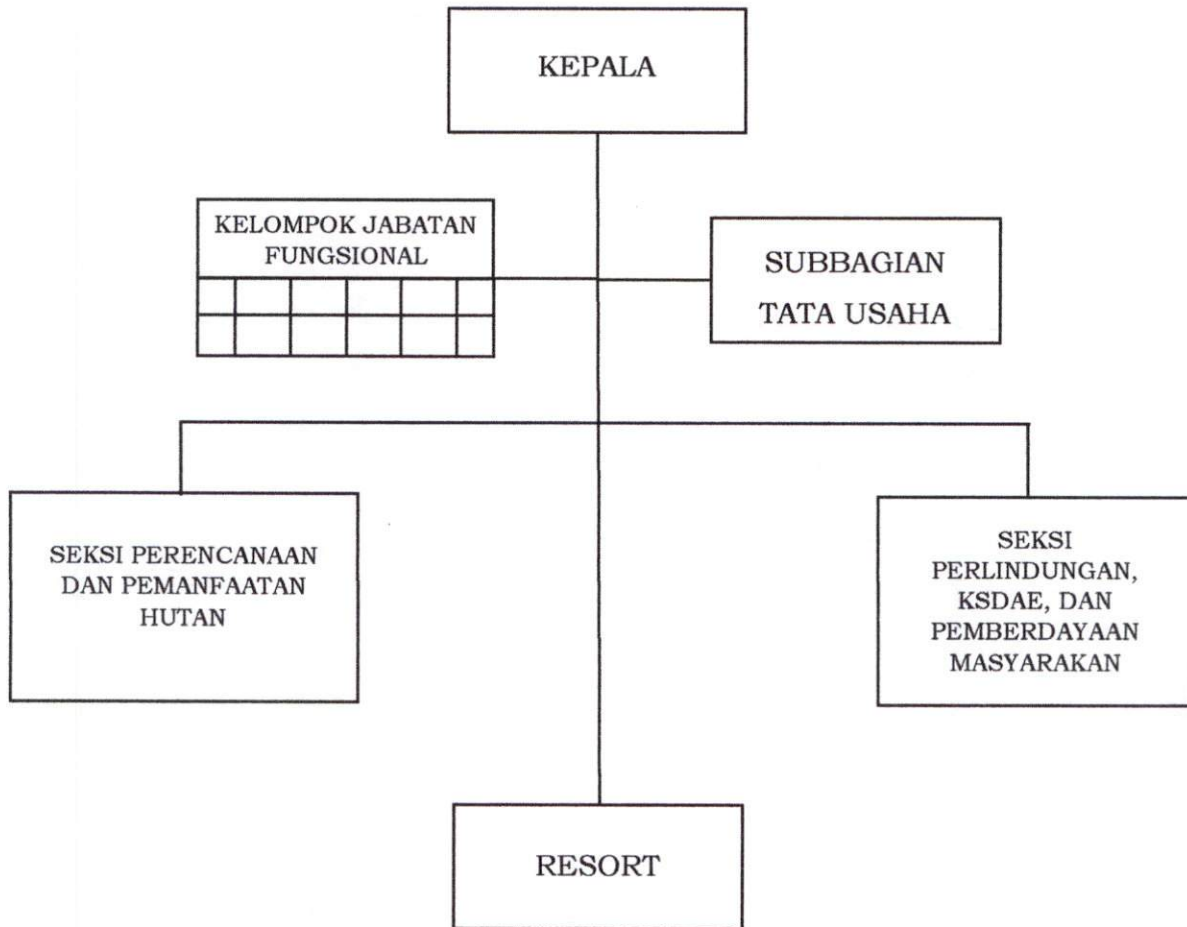 KEPALA
KELOMPOK JABATAN
FUNGSIONAL
SUBBAGIAN
TATA USAHA
SEKSI PERENCANAAN
DAN PEMANFAATAN
HUTAN
SEKSI
PERLINDUNGAN,
KSDAE, DAN
PEMBERDAYAAN
MASYARAKAN
RESORT